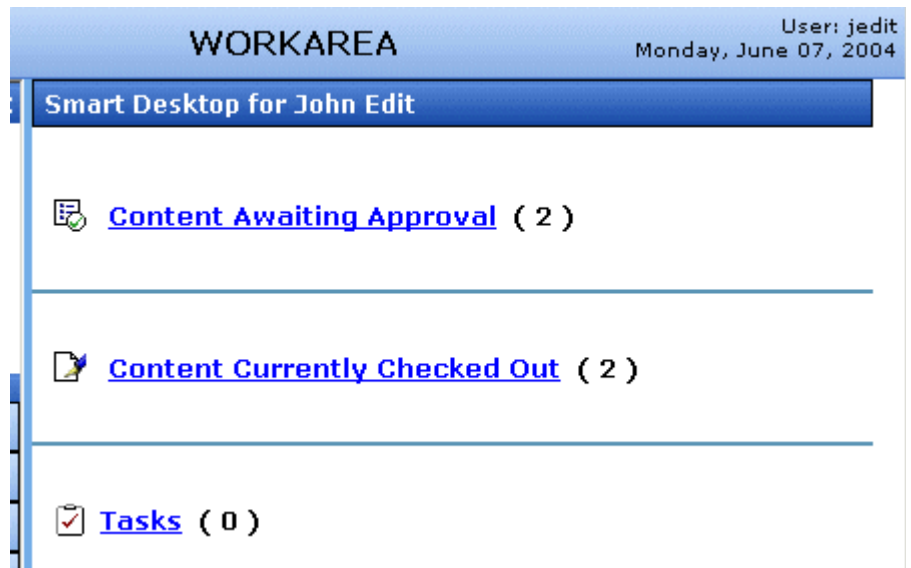 WORKAREA
User: jedit
Monday, June 07, 2004
Smart Desktop for John Edit
Content Awaiting Approval ( 2 )
Content Currently Checked Out ( 2 )
Tasks ( 0 )